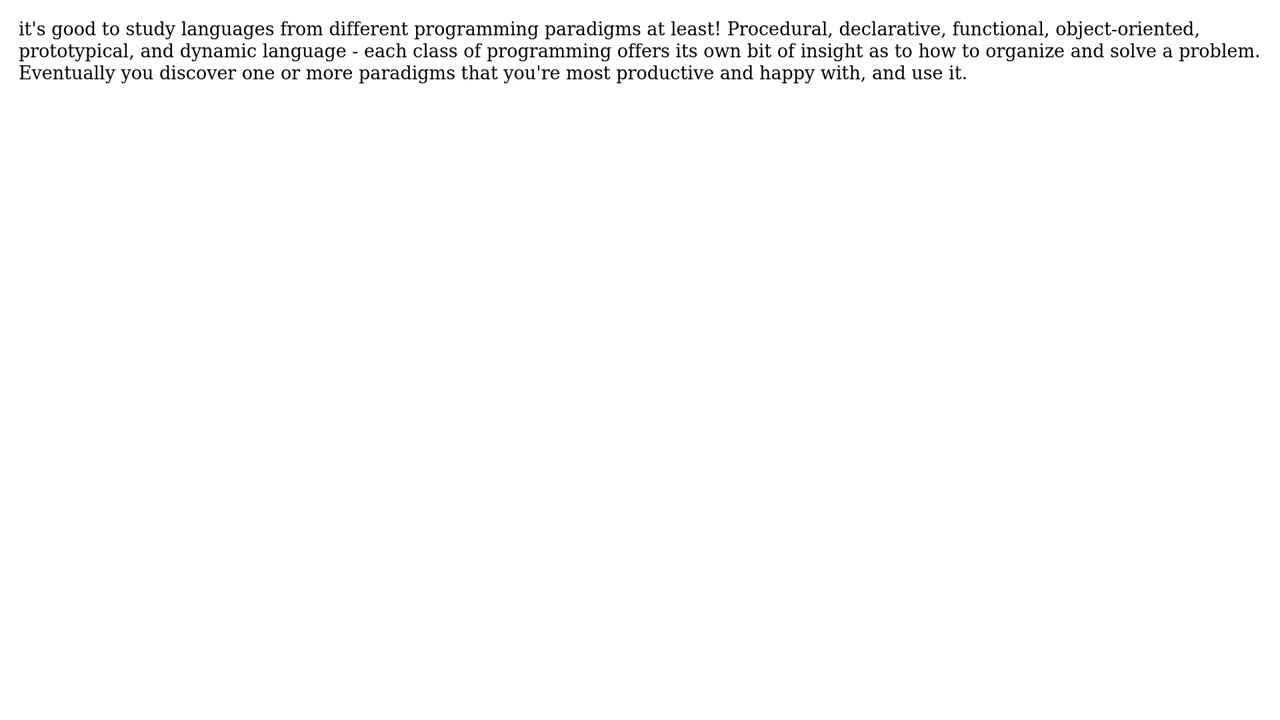 it's good to study languages from different programming paradigms at least! Procedural, declarative, functional, object-oriented,
prototypical, and dynamic language - each class of programming offers its own bit of insight as to how to organize and solve a problem.
Eventually you discover one or more paradigms that you're most productive and happy with, and use it.